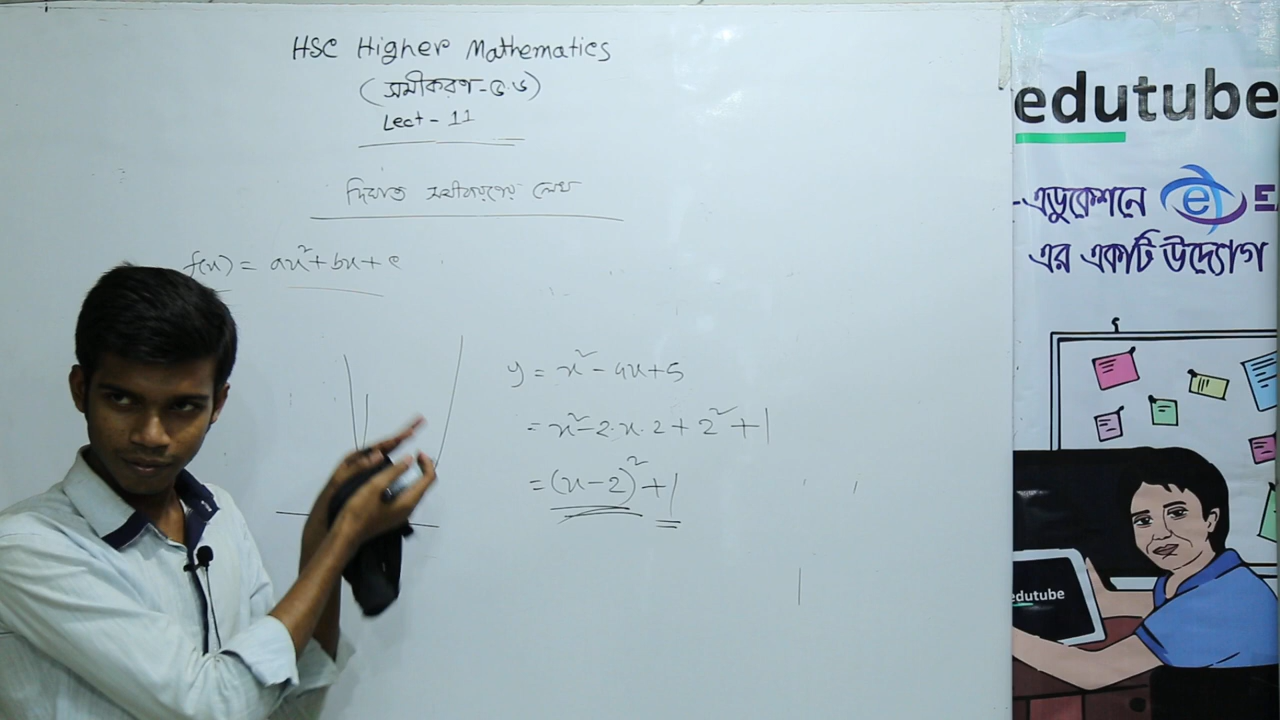 HSC Higher Mathematics
(সমীকরণ-৫.৬)
Lect - 11
দ্বিঘাত সমীকরণের লেখ
f(x) = ax²+bx+c
y = x² - 4x + 5
= x² - 2.x.2 + 2² + 1
= (x-2)² + 1
edutube
-এডুকেশনে e E
এর একটি উদ্যোগ
edutube